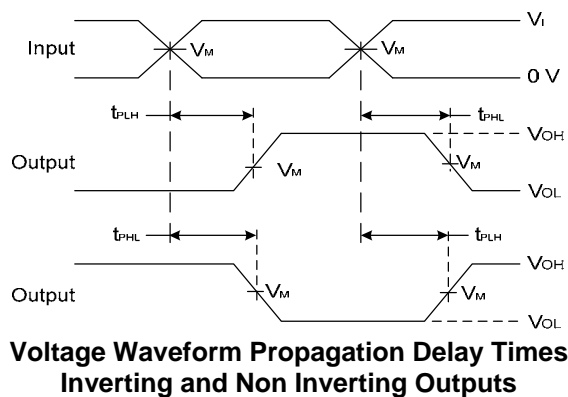 Input
VM
VM
VI
0 V
tPLH
tPHL
Output
VM
VM
VOH
VOL
tPHL
tPLH
Output
VM
VM
VOH
VOL
Voltage Waveform Propagation Delay Times
Inverting and Non Inverting Outputs